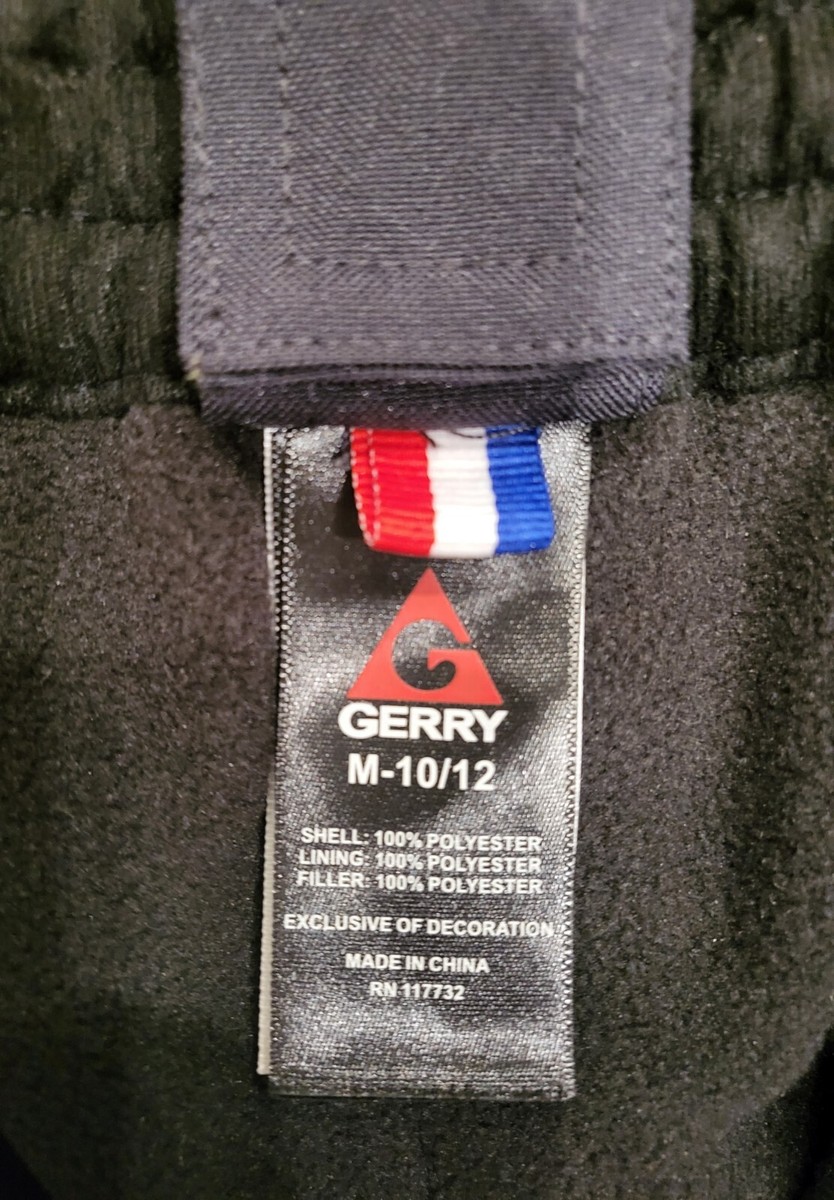 GERRY
M-10/12
SHELL: 100% POLYESTER
LINING: 100% POLYESTER
FILLER: 100% POLYESTER
EXCLUSIVE OF DECORATION
MADE IN CHINA
RN 117732